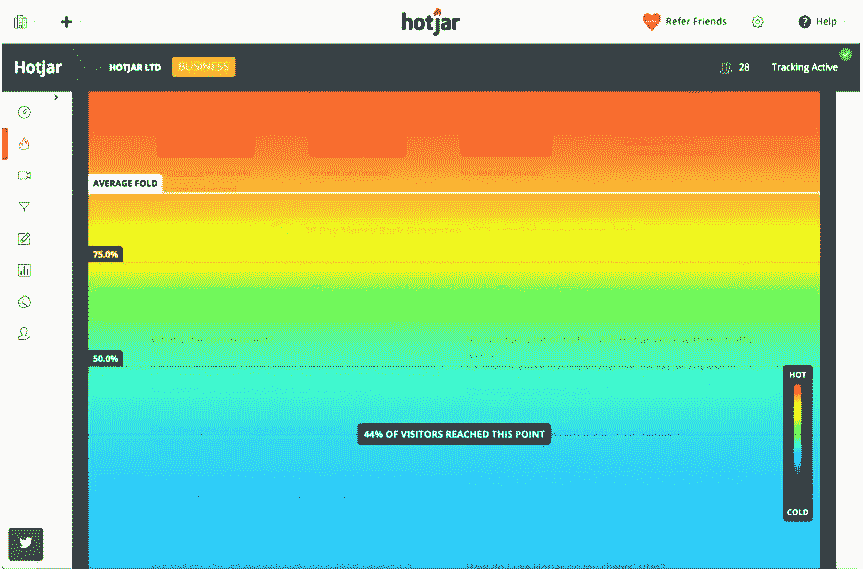 hotjar
Refer Friends
Help
Hotjar
HOTJAR LTD
BUSINESS
28
Tracking Active
AVERAGE FOLD
75.0%
50.0%
HOT
44% OF VISITORS REACHED THIS POINT
COLD